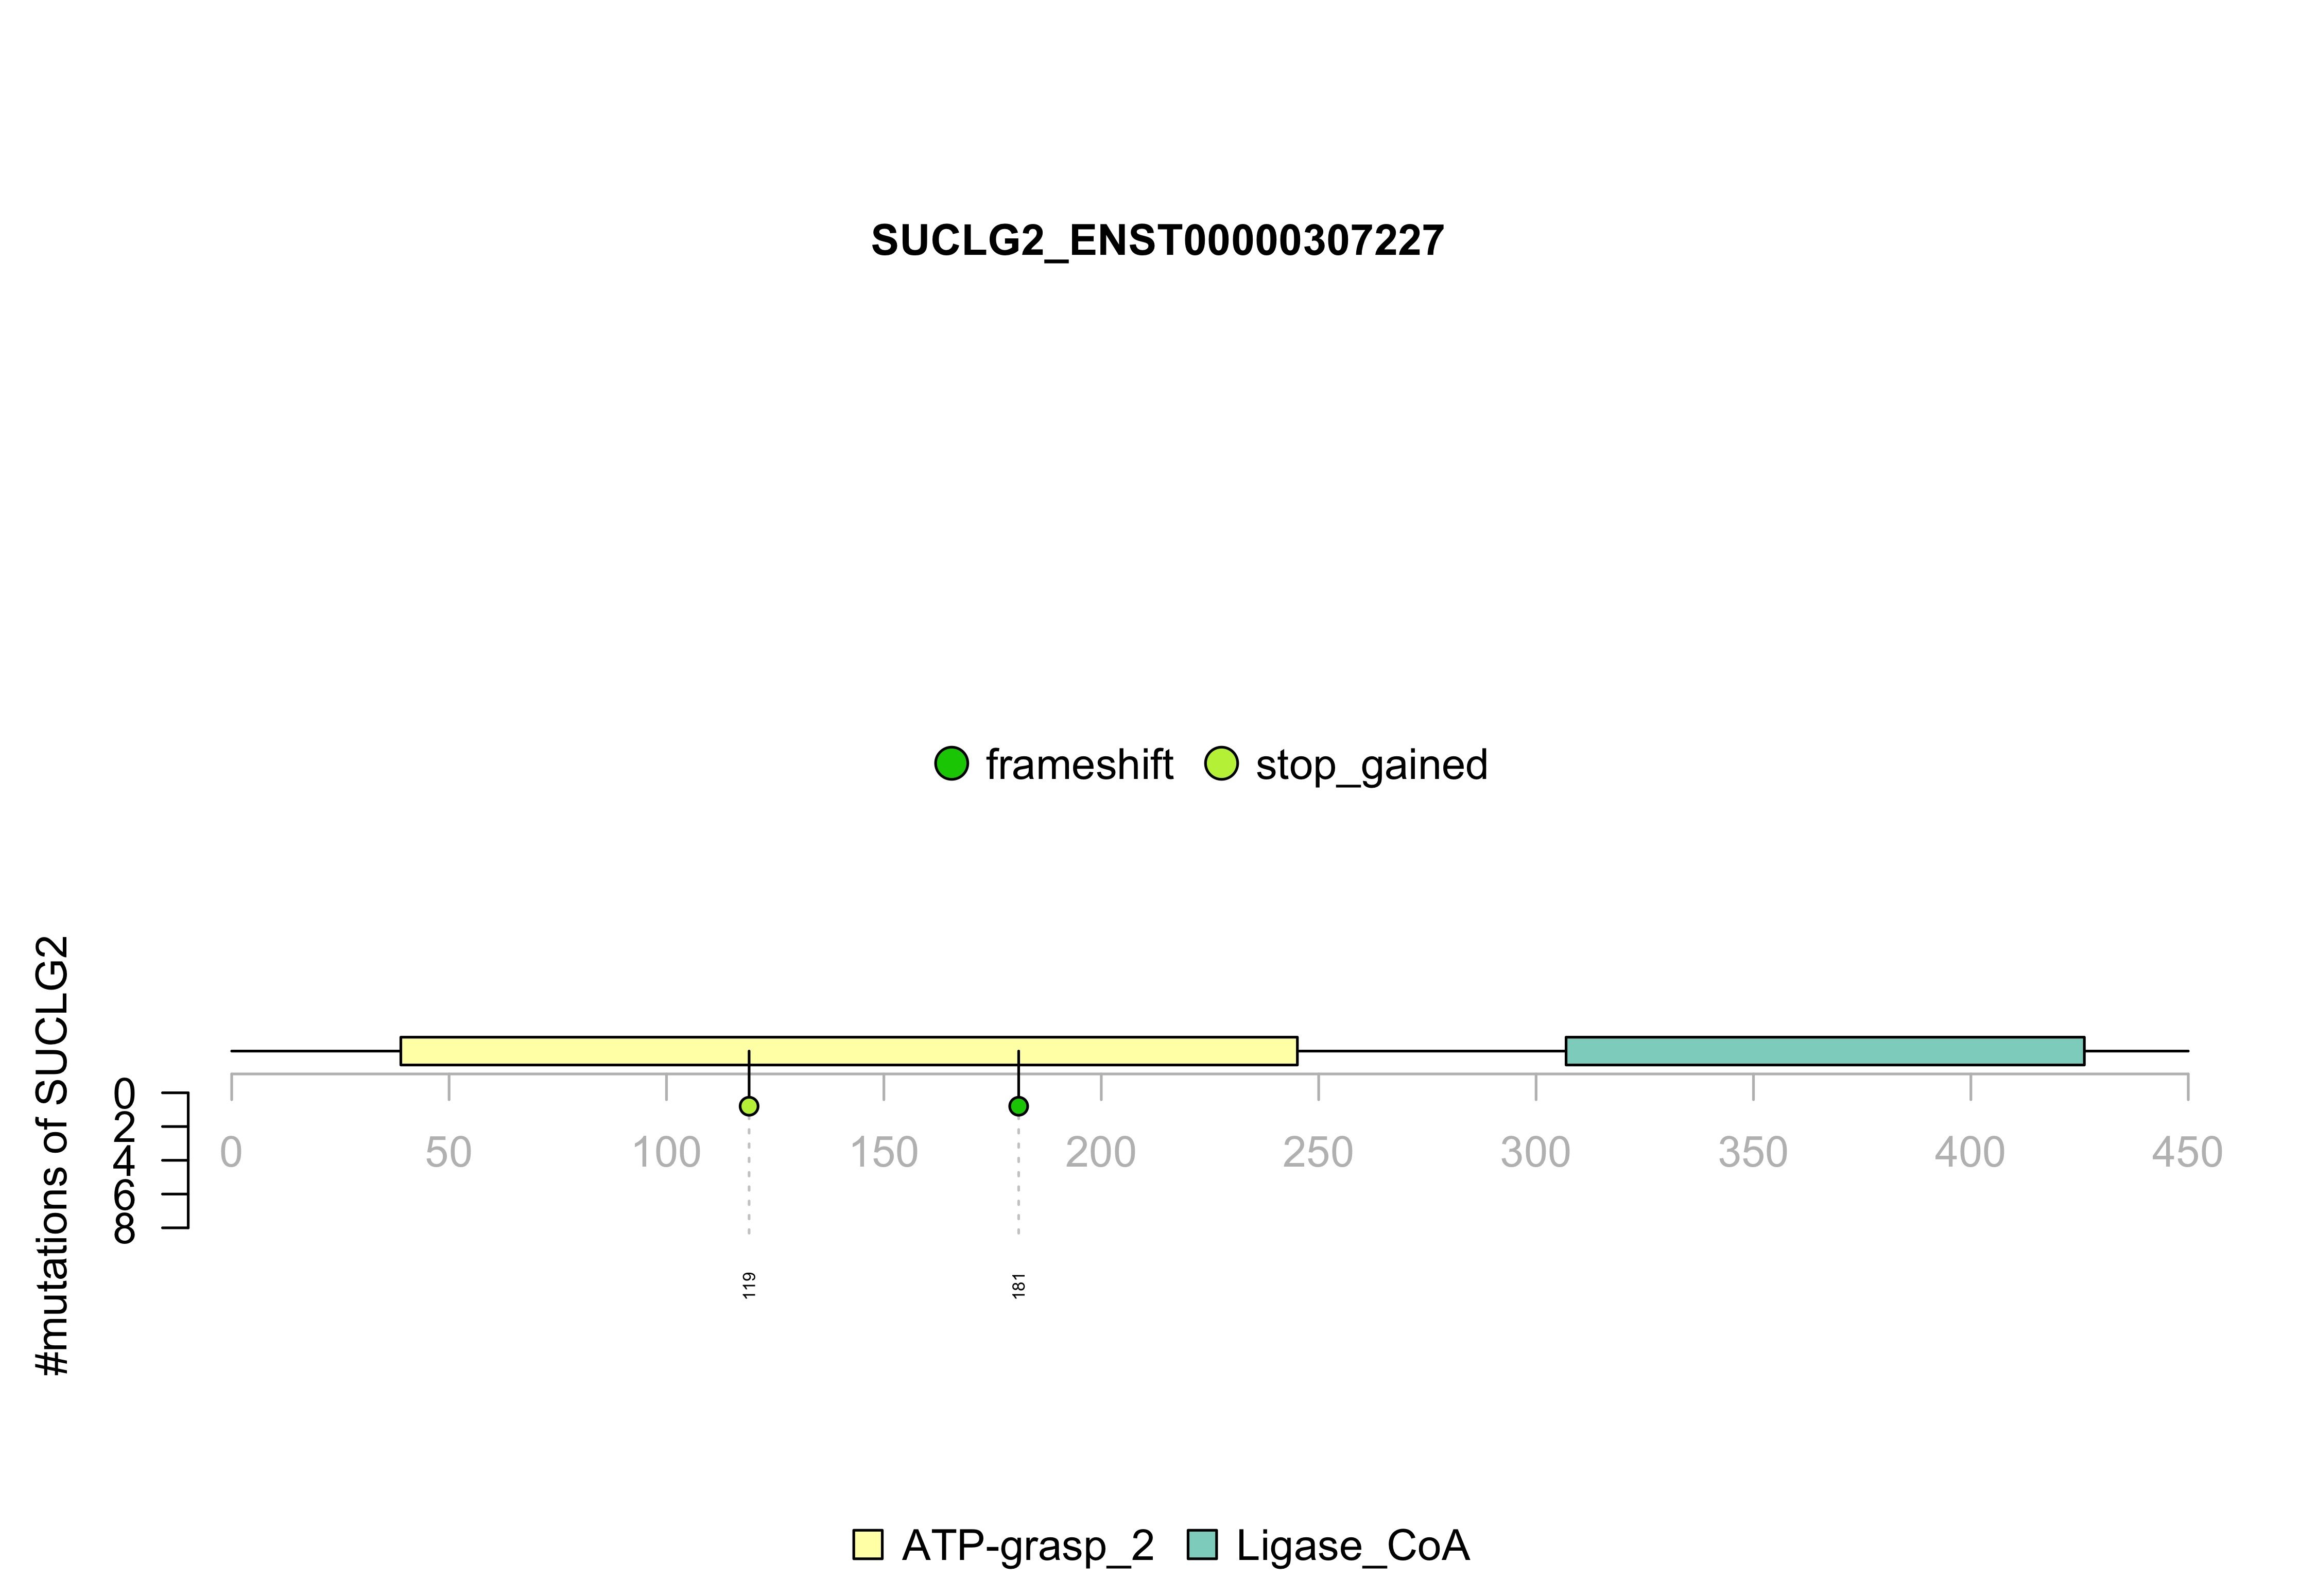 SUCLG2_ENST00000307227
frameshift stop_gained
#mutations of SUCLG2
0
2
4
6
8
0 50 100 150 200 250 300 350 400 450
119 181
ATP-grasp_2 Ligase_CoA